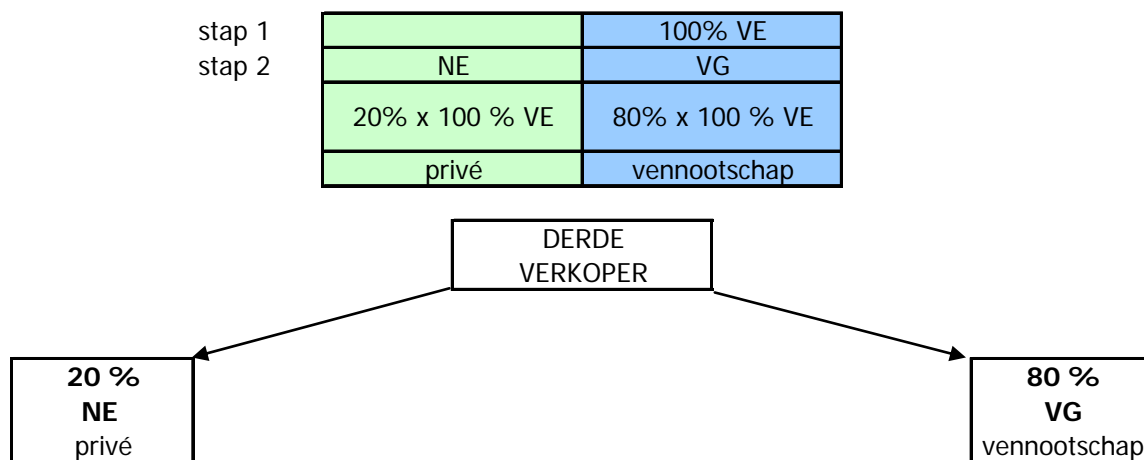 stap 1 100% VE
stap 2 NE VG
20% x 100 % VE 80% x 100 % VE
privé vennootschap
DERDE
VERKOPER
20 % 80 %
NE VG
privé vennootschap